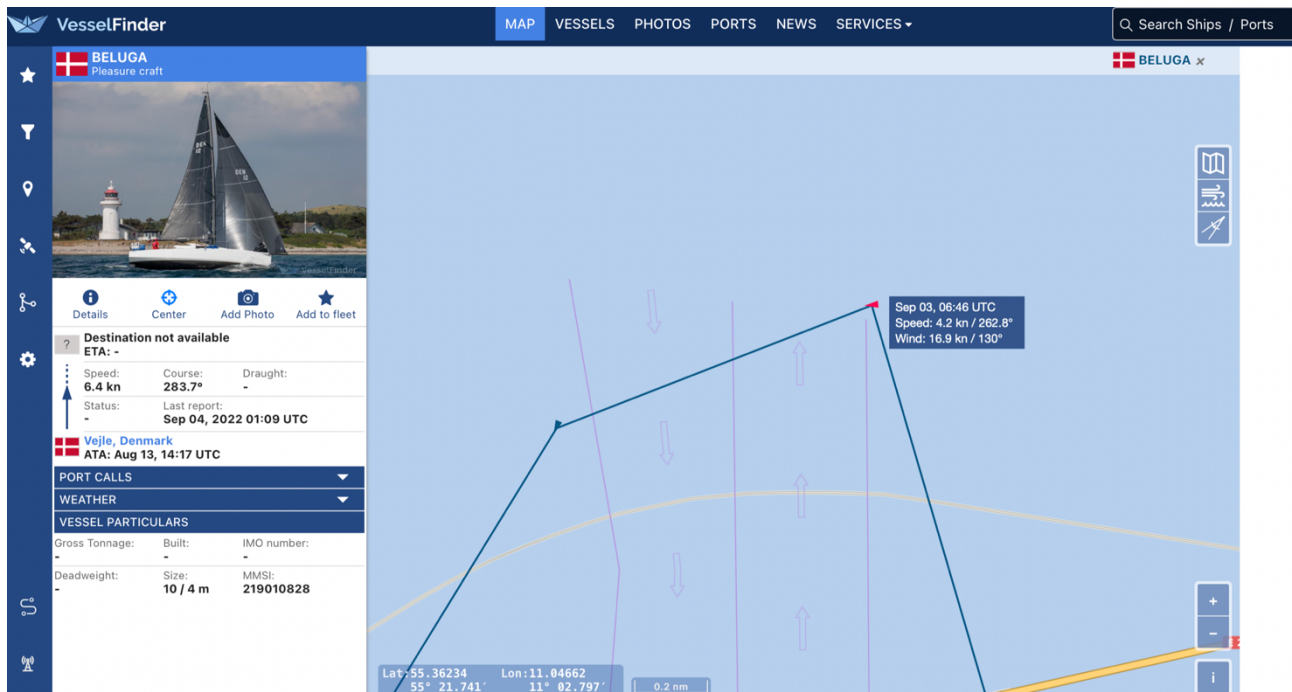 VesselFinder
MAP VESSELS PHOTOS PORTS NEWS SERVICES
Search Ships / Ports
BELUGA
Pleasure craft
BELUGA ×
DEN
12
DEN
12
VesselFinder
Details Center Add Photo Add to fleet
? Destination not available
ETA: -
Speed: Course: Draught:
6.4 kn 283.7° -
Status: Last report:
- Sep 04, 2022 01:09 UTC
Vejle, Denmark
ATA: Aug 13, 14:17 UTC
PORT CALLS
WEATHER
VESSEL PARTICULARS
Gross Tonnage: Built: IMO number:
- - -
Deadweight: Size: MMSI:
- 10 / 4 m 219010828
Sep 03, 06:46 UTC
Speed: 4.2 kn / 262.8°
Wind: 16.9 kn / 130°
+
−
i
Lat:55.36234 Lon:11.04662
55° 21.741′ 11° 02.797′
0.2 nm